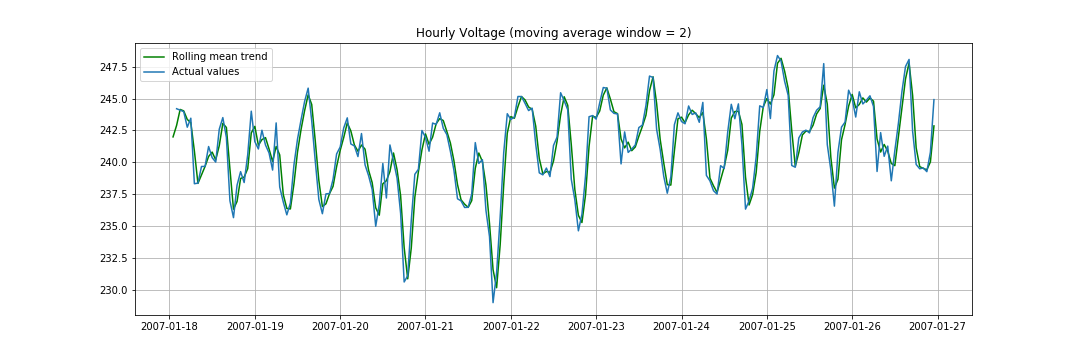 Hourly Voltage (moving average window = 2)
Rolling mean trend
Actual values
247.5
245.0
242.5
240.0
237.5
235.0
232.5
230.0
2007-01-18 2007-01-19 2007-01-20 2007-01-21 2007-01-22 2007-01-23 2007-01-24 2007-01-25 2007-01-26 2007-01-27